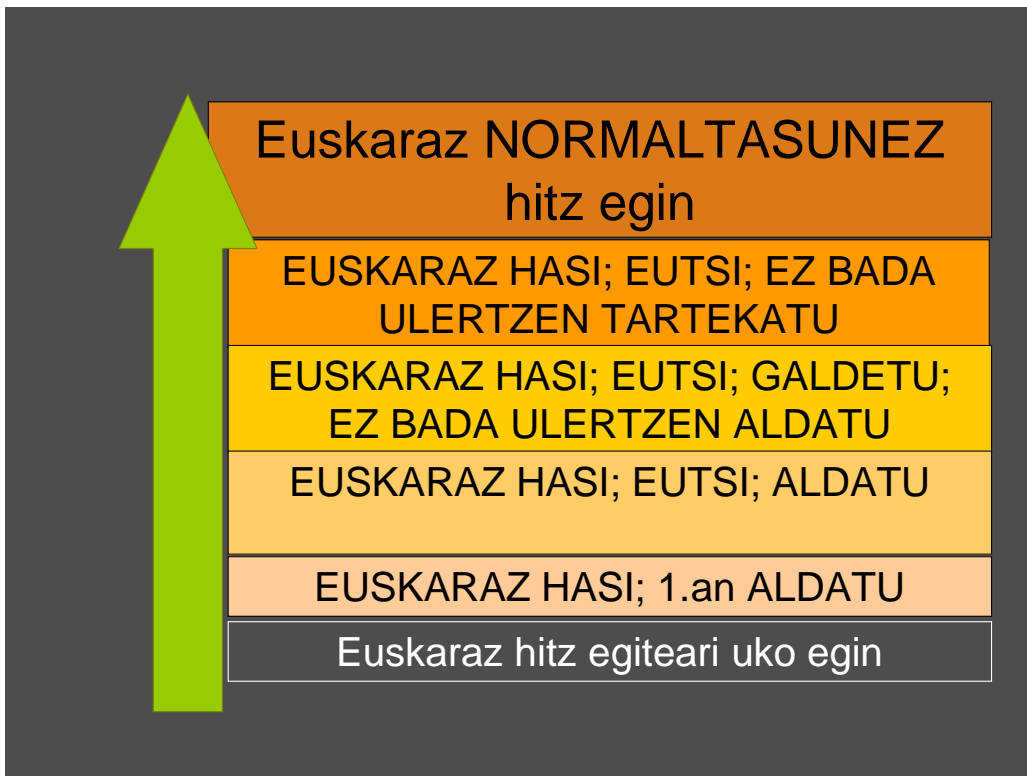 Euskaraz NORMALTASUNEZ
hitz egin
EUSKARAZ HASI; EUTSI; EZ BADA
ULERTZEN TARTEKATU
EUSKARAZ HASI; EUTSI; GALDETU;
EZ BADA ULERTZEN ALDATU
EUSKARAZ HASI; EUTSI; ALDATU
EUSKARAZ HASI; 1.an ALDATU
Euskaraz hitz egiteari uko egin